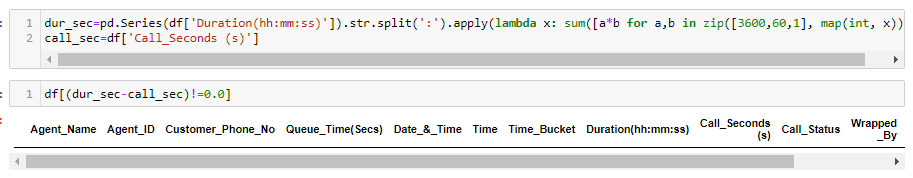 1 dur_sec=pd.Series(df['Duration(hh:mm:ss)']).str.split(':').apply(lambda x: sum([a*b for a,b in zip([3600,60,1], map(int, x))
2 call_sec=df['Call_Seconds (s)']
1 df[(dur_sec-call_sec)!=0.0]
Agent_Name Agent_ID Customer_Phone_No Queue_Time(Secs) Date_&_Time Time Time_Bucket Duration(hh:mm:ss) Call_Seconds (s) Call_Status Wrapped _By